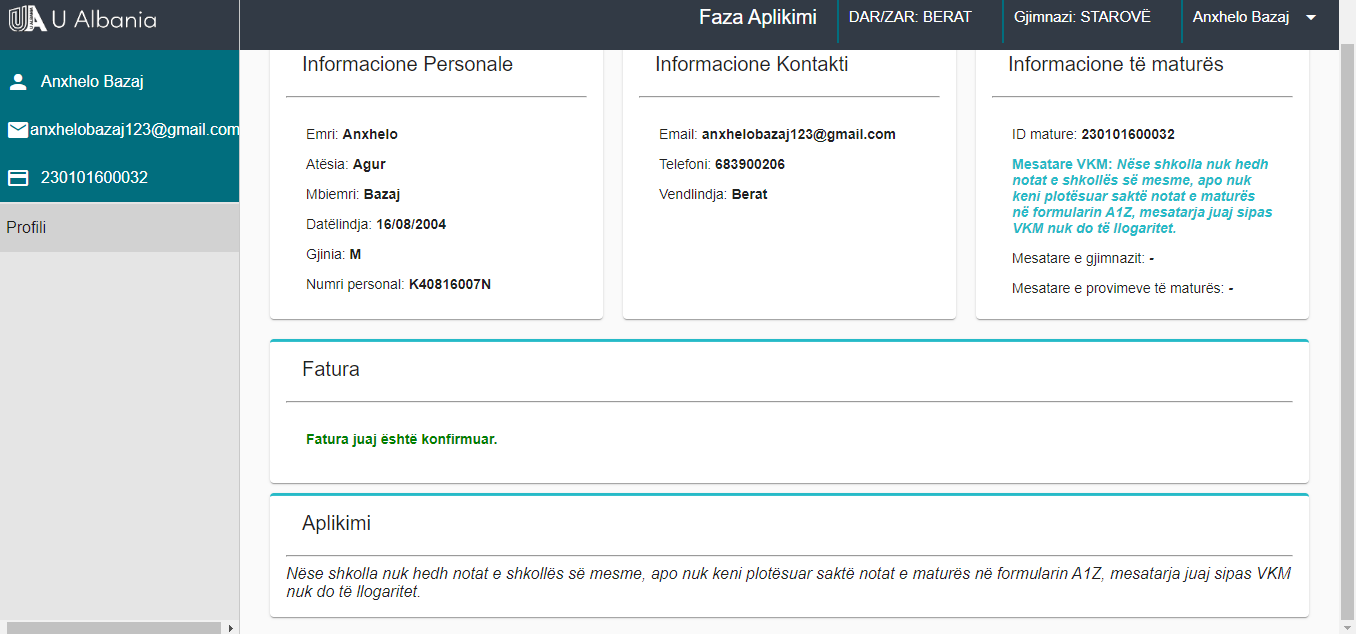 U Albania
Faza Aplikimi
DAR/ZAR: BERAT
Gjimnazi: STAROVË
Anxhelo Bazaj
Anxhelo Bazaj
anxhelobazaj123@gmail.com
230101600032
Profili
Informacione Personale
Emri: Anxhelo
Atësia: Agur
Mbiemri: Bazaj
Datëlindja: 16/08/2004
Gjinia: M
Numri personal: K40816007N
Informacione Kontakti
Email: anxhelobazaj123@gmail.com
Telefoni: 683900206
Vendlindja: Berat
Informacione të maturës
ID mature: 230101600032
Mesatare VKM: Nëse shkolla nuk hedh
notat e shkollës së mesme, apo nuk
keni plotësuar saktë notat e maturës
në formularin A1Z, mesatarja juaj sipas
VKM nuk do të llogaritet.
Mesatare e gjimnazit: -
Mesatare e provimeve të maturës: -
Fatura
Fatura juaj është konfirmuar.
Aplikimi
Nëse shkolla nuk hedh notat e shkollës së mesme, apo nuk keni plotësuar saktë notat e maturës në formularin A1Z, mesatarja juaj sipas VKM
nuk do të llogaritet.